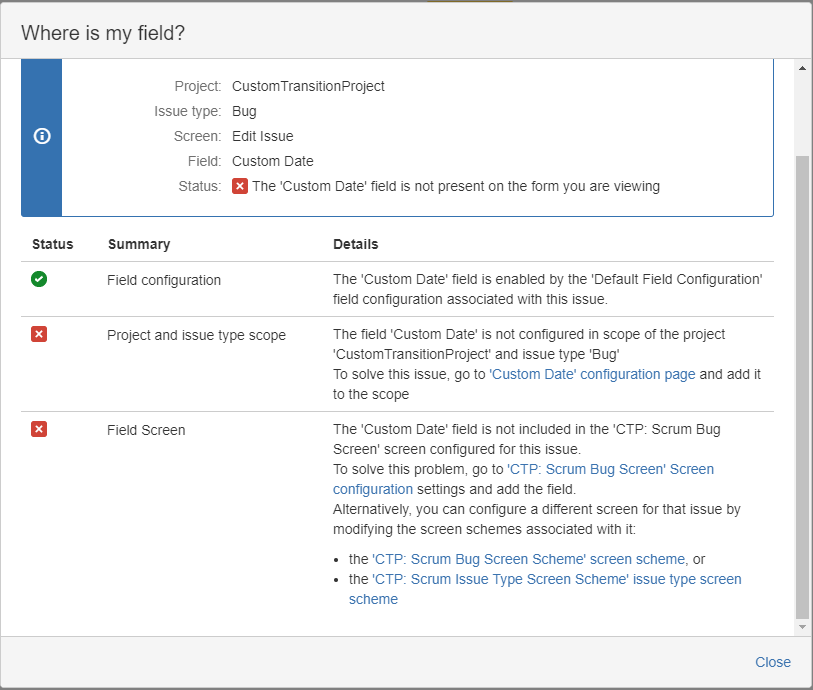 Where is my field?
Project: CustomTransitionProject
Issue type: Bug
Screen: Edit Issue
Field: Custom Date
Status: The 'Custom Date' field is not present on the form you are viewing
Status Summary Details
Field configuration The 'Custom Date' field is enabled by the 'Default Field Configuration'
field configuration associated with this issue.
Project and issue type scope The field 'Custom Date' is not configured in scope of the project
'CustomTransitionProject' and issue type 'Bug'
To solve this issue, go to 'Custom Date' configuration page and add it
to the scope
Field Screen The 'Custom Date' field is not included in the 'CTP: Scrum Bug
Screen' screen configured for this issue.
To solve this problem, go to 'CTP: Scrum Bug Screen' Screen
configuration settings and add the field.
Alternatively, you can configure a different screen for that issue by
modifying the screen schemes associated with it:
• the 'CTP: Scrum Bug Screen Scheme' screen scheme, or
• the 'CTP: Scrum Issue Type Screen Scheme' issue type screen
scheme
Close